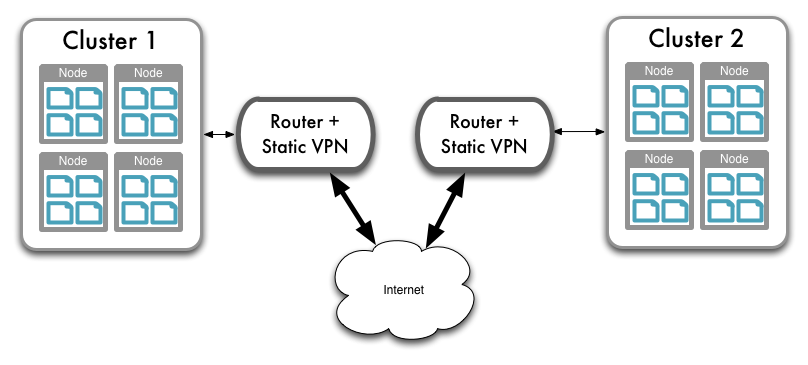 Cluster 1
Node
Node
Node
Node
Router +
Static VPN
Router +
Static VPN
Cluster 2
Node
Node
Node
Node
Internet